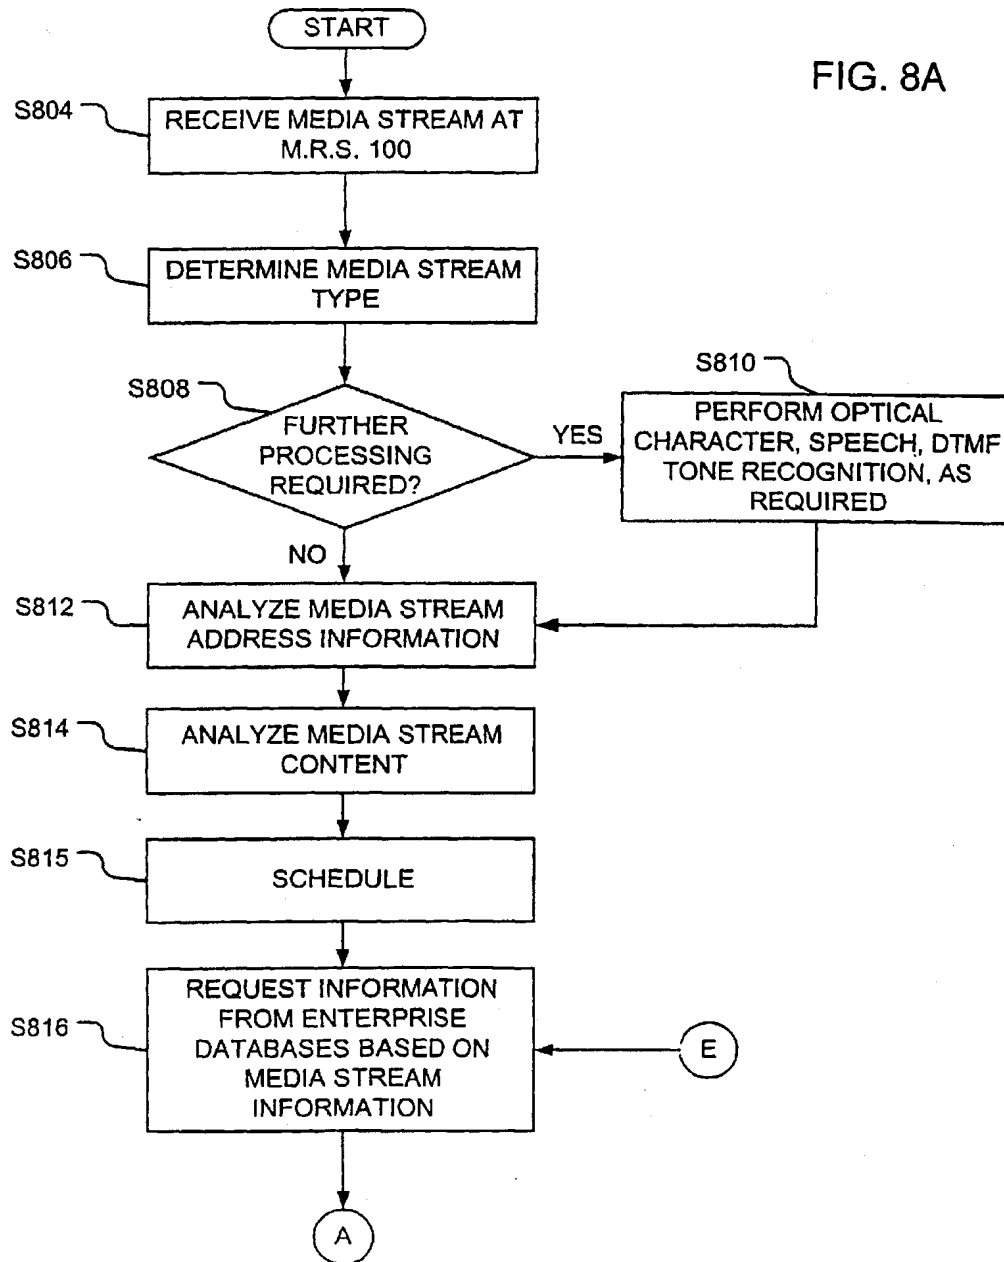 START
FIG. 8A
S804
RECEIVE MEDIA STREAM AT
M.R.S. 100
S806
DETERMINE MEDIA STREAM
TYPE
S808
FURTHER
PROCESSING
REQUIRED?
YES
S810
PERFORM OPTICAL
CHARACTER, SPEECH, DTMF
TONE RECOGNITION, AS
REQUIRED
NO
S812
ANALYZE MEDIA STREAM
ADDRESS INFORMATION
S814
ANALYZE MEDIA STREAM
CONTENT
S815
SCHEDULE
S816
REQUEST INFORMATION
FROM ENTERPRISE
DATABASES BASED ON
MEDIA STREAM
INFORMATION
E
A